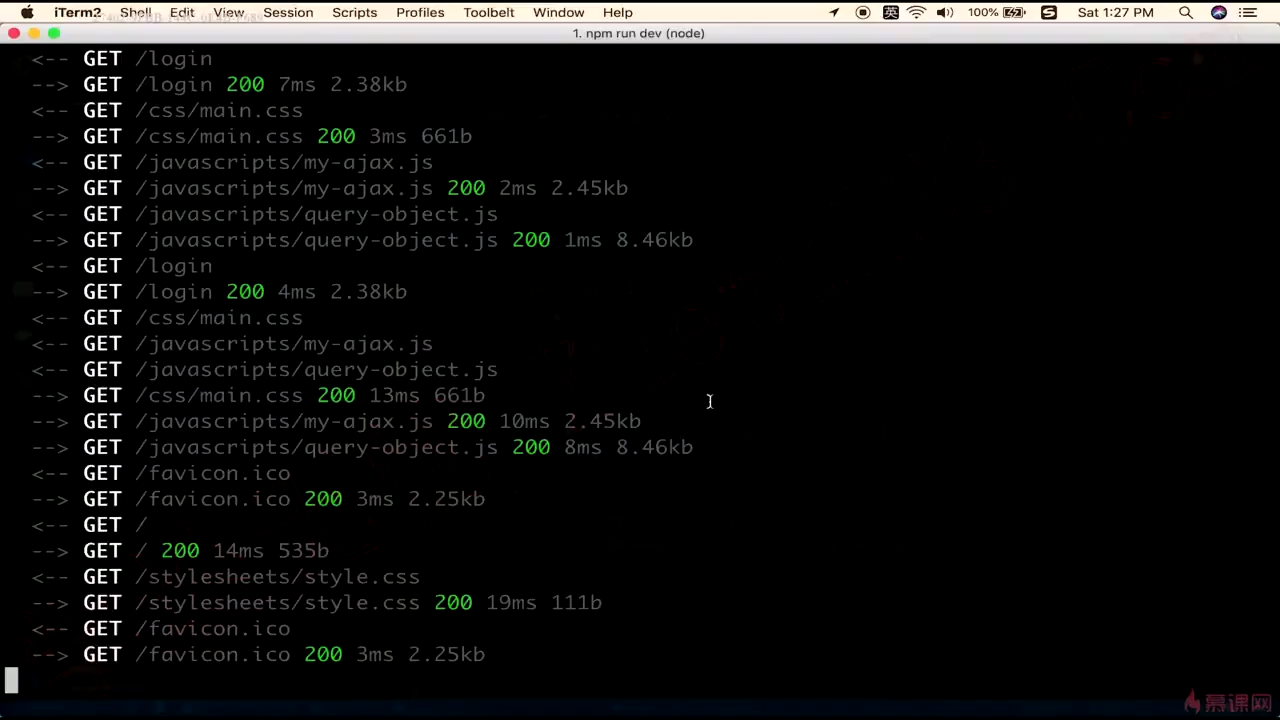 iTerm2 Shell Edit View Session Scripts Profiles Toolbelt Window Help 英 100% Sat 1:27 PM
1. npm run dev (node)
<-- GET /login
--> GET /login 200 7ms 2.38kb
<-- GET /css/main.css
--> GET /css/main.css 200 3ms 661b
<-- GET /javascripts/my-ajax.js
--> GET /javascripts/my-ajax.js 200 2ms 2.45kb
<-- GET /javascripts/query-object.js
--> GET /javascripts/query-object.js 200 1ms 8.46kb
<-- GET /login
--> GET /login 200 4ms 2.38kb
<-- GET /css/main.css
<-- GET /javascripts/my-ajax.js
<-- GET /javascripts/query-object.js
--> GET /css/main.css 200 13ms 661b
--> GET /javascripts/my-ajax.js 200 10ms 2.45kb
--> GET /javascripts/query-object.js 200 8ms 8.46kb
<-- GET /favicon.ico
--> GET /favicon.ico 200 3ms 2.25kb
<-- GET /
--> GET / 200 14ms 535b
<-- GET /stylesheets/style.css
--> GET /stylesheets/style.css 200 19ms 111b
<-- GET /favicon.ico
--> GET /favicon.ico 200 3ms 2.25kb
慕课网